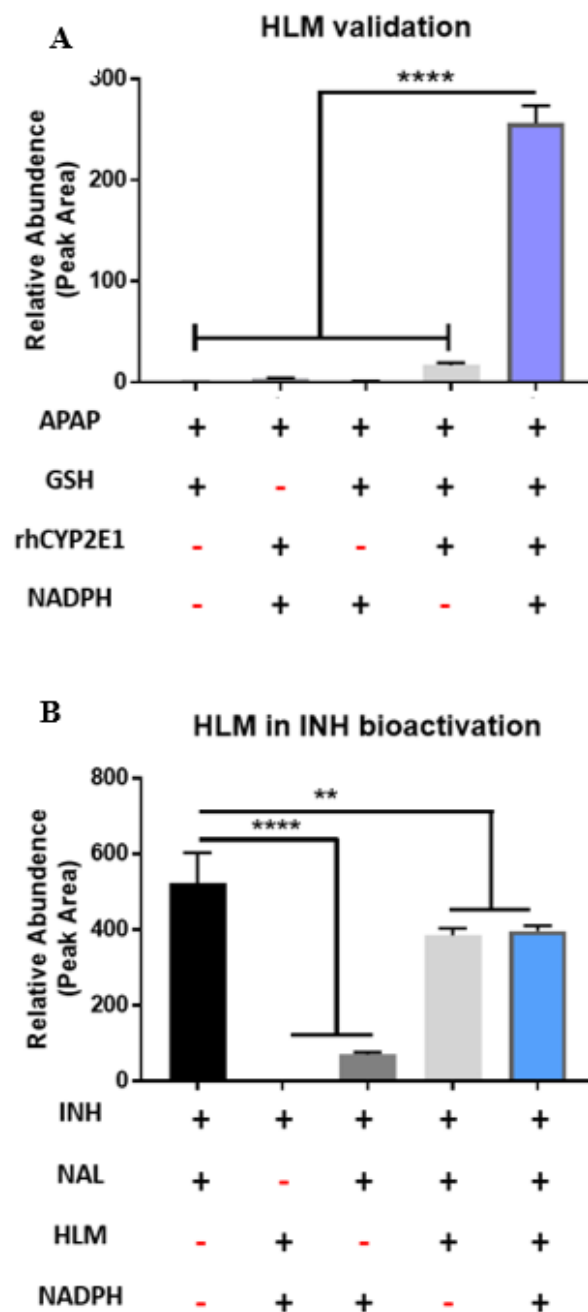 A
HLM validation
300
200
100
0
Relative Abundence
(Peak Area)
****
APAP + + + + +
GSH + - + + +
rhCYP2E1 - + - + +
NADPH - + + - +
B
HLM in INH bioactivation
800
600
400
200
0
Relative Abundence
(Peak Area)
**
****
INH + + + + +
NAL + - + + +
HLM - + - + +
NADPH - + + - +